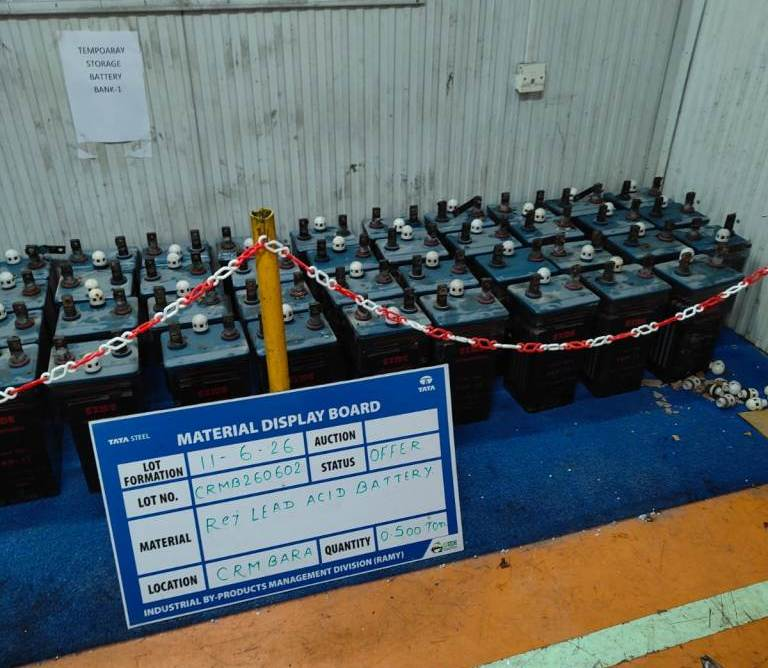 TEMPOARAY
STORAGE
BATTERY
BANK-1
EXIDE
TATA STEEL
MATERIAL DISPLAY BOARD
TATA
LOT FORMATION 11-6-26 AUCTION
LOT NO. CRMB260602 STATUS OFFER
MATERIAL Rej LEAD ACID BATTERY
LOCATION CRM BARA QUANTITY 0.500 Ton
INDUSTRIAL BY-PRODUCTS MANAGEMENT DIVISION (RAMY)